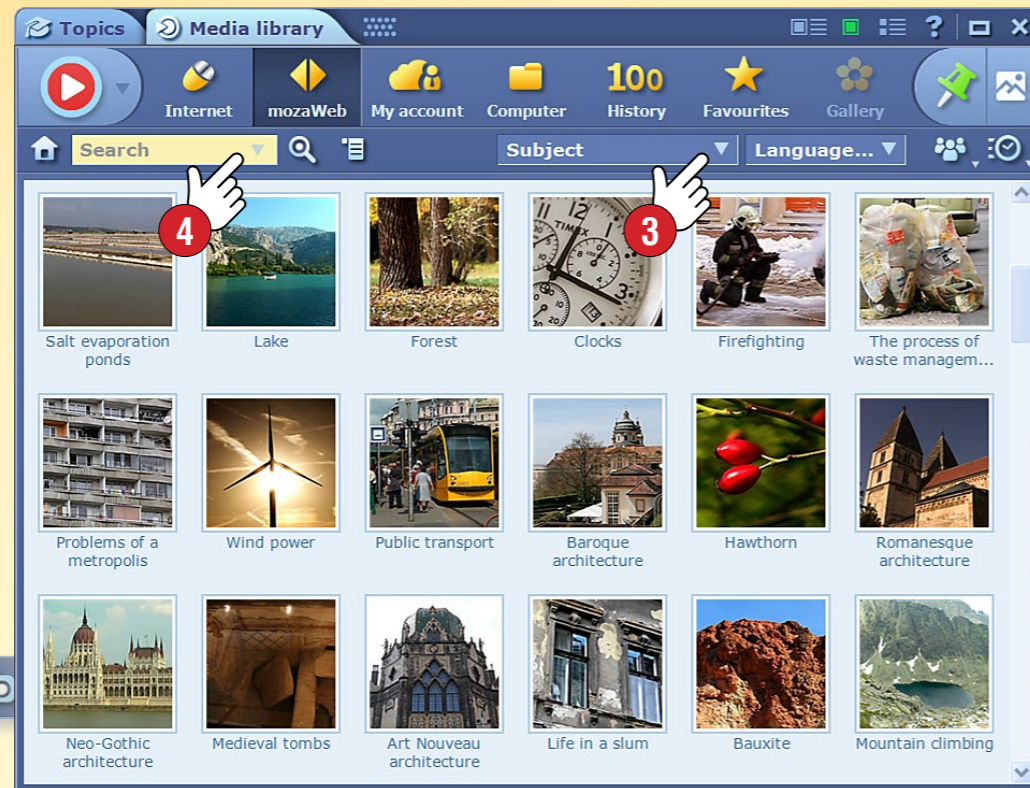 Topics Media library ?
100
Internet mozaWeb My account Computer History Favourites Gallery
Search Subject Language...
4 3
Salt evaporation
ponds
Lake
Forest
Clocks
Firefighting
The process of
waste managem...
Problems of a
metropolis
Wind power
Public transport
Baroque
architecture
Hawthorn
Romanesque
architecture
Neo-Gothic
architecture
Medieval tombs
Art Nouveau
architecture
Life in a slum
Bauxite
Mountain climbing